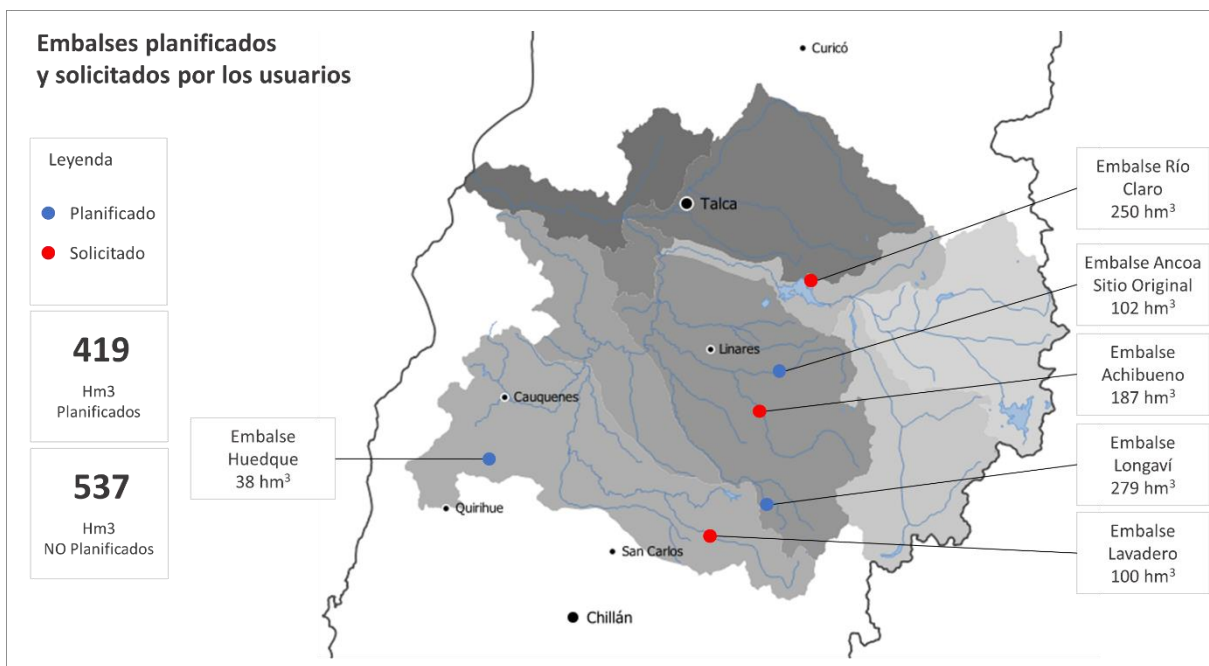 Embalses planificados
y solicitados por los usuarios
Leyenda
Planificado
Solicitado
419
Hm3
Planificados
537
Hm3
NO Planificados
Embalse
Huedque
38 hm³
Curicó
Talca
Linares
Cauquenes
Quirihue
San Carlos
Chillán
Embalse Río
Claro
250 hm³
Embalse Ancoa
Sitio Original
102 hm³
Embalse
Achibueno
187 hm³
Embalse
Longaví
279 hm³
Embalse
Lavadero
100 hm³